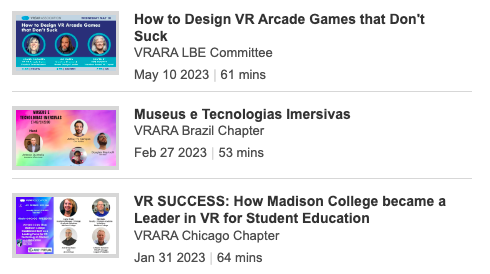 How to Design VR Arcade Games that Don't
Suck
VRARA LBE Committee
May 10 2023 | 61 mins
Museus e Tecnologias Imersivas
VRARA Brazil Chapter
Feb 27 2023 | 53 mins
VR SUCCESS: How Madison College became a
Leader in VR for Student Education
VRARA Chicago Chapter
Jan 31 2023 | 64 mins